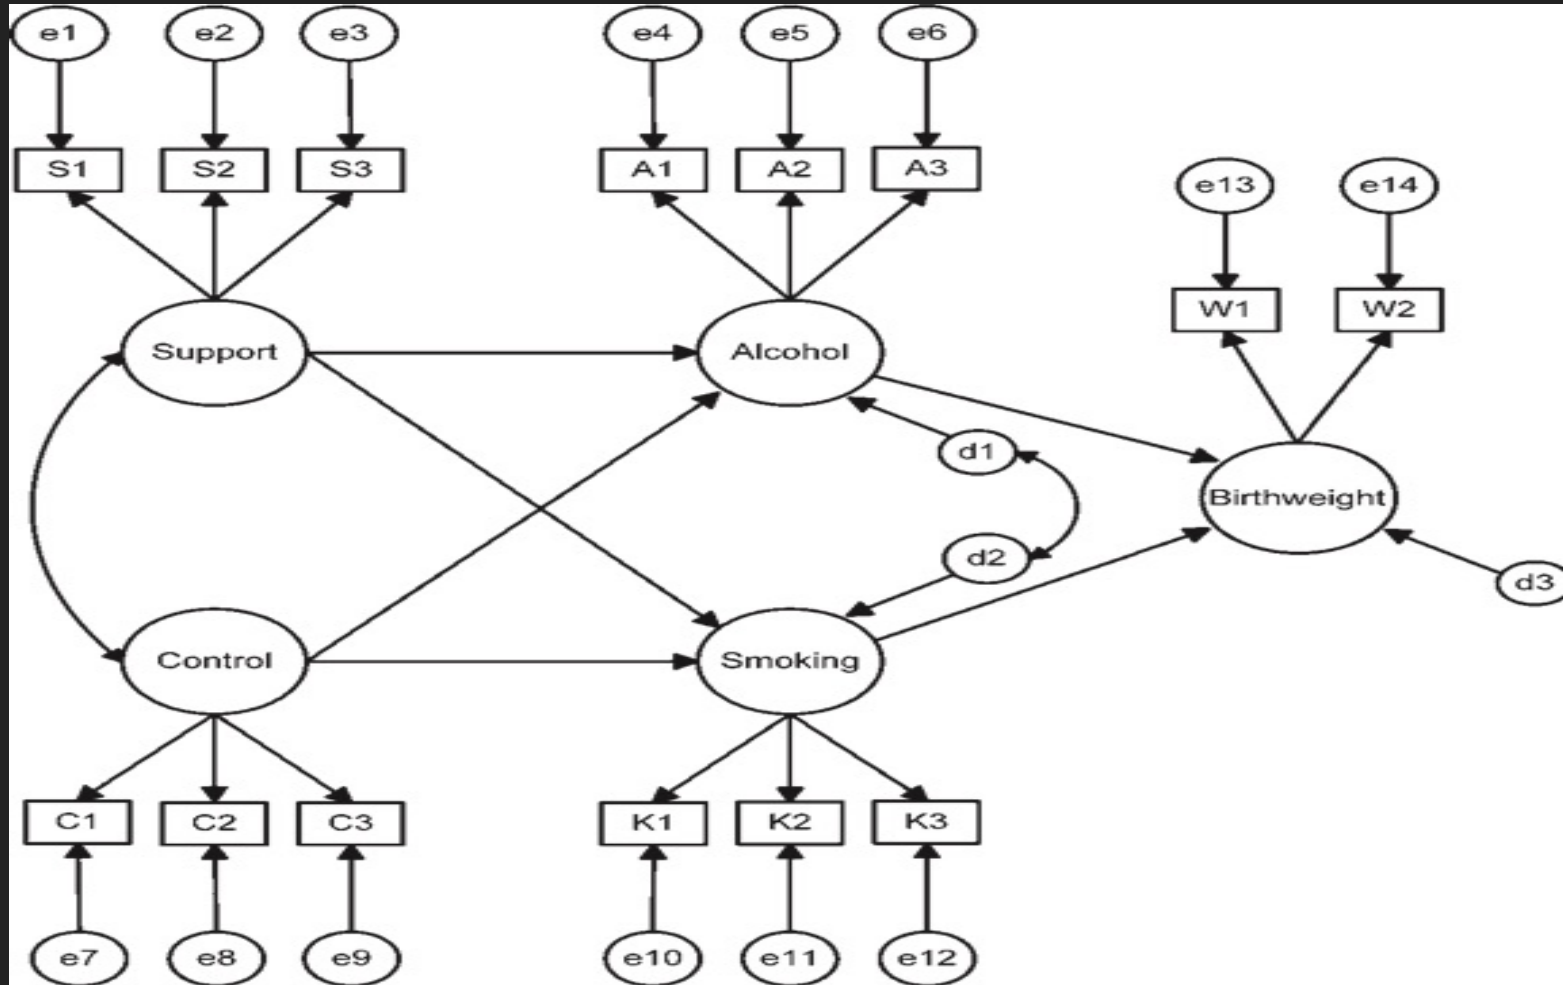 e1 e2 e3 e4 e5 e6
S1 S2 S3 A1 A2 A3
e13 e14
W1 W2
Support Alcohol
d1
Birthweight
d2
d3
Control Smoking
C1 C2 C3 K1 K2 K3
e7 e8 e9 e10 e11 e12